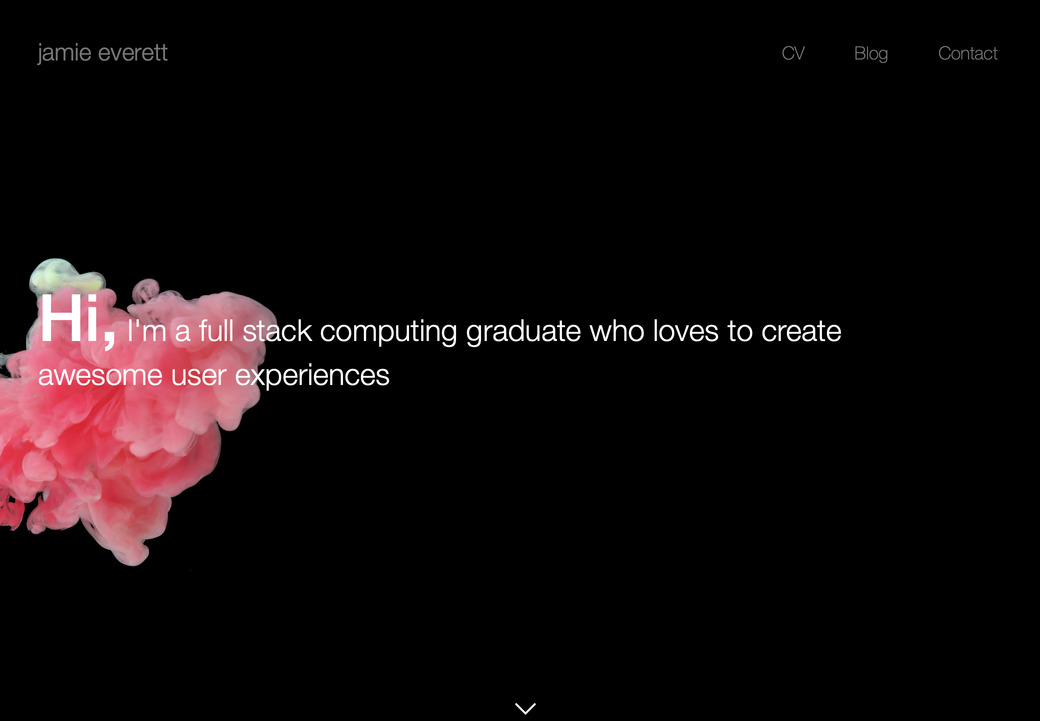 jamie everett
CV Blog Contact
Hi, I'm a full stack computing graduate who loves to create
awesome user experiences